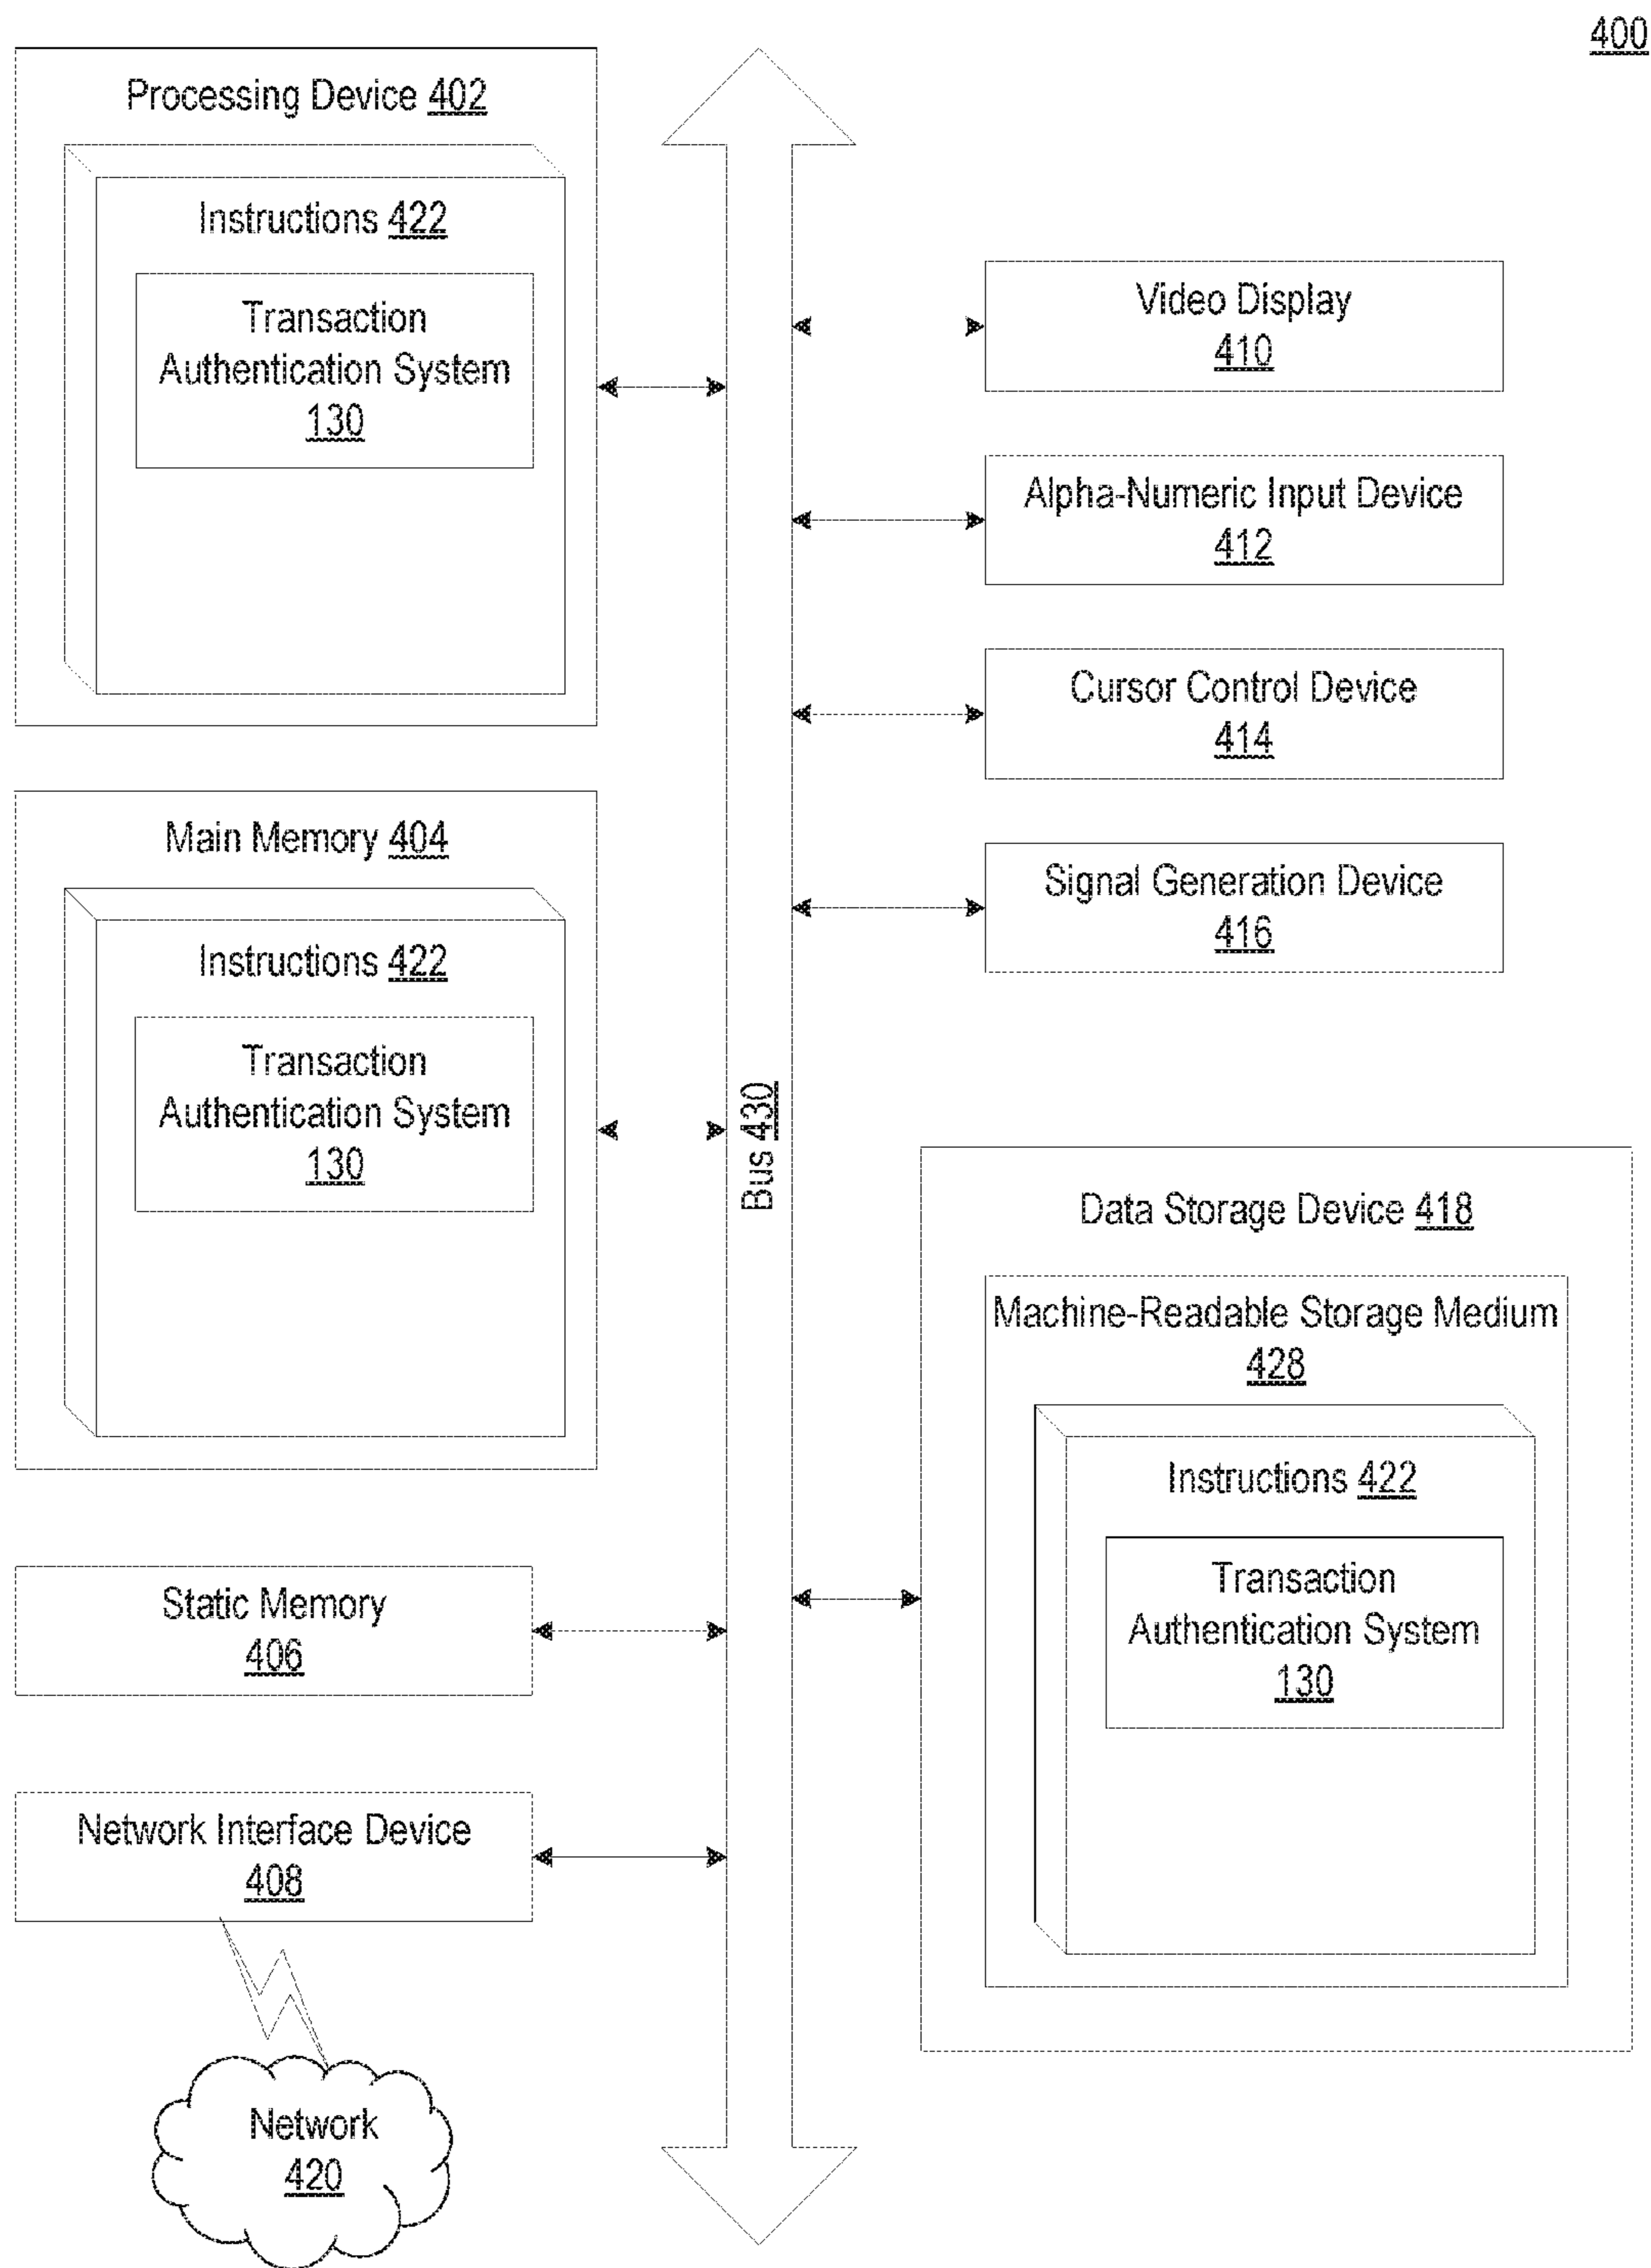 400
Processing Device 402
Instructions 422
Transaction
Authentication System
130
Main Memory 404
Instructions 422
Transaction
Authentication System
130
Static Memory
406
Network Interface Device
408
Network
420
Bus 430
Video Display
410
Alpha-Numeric Input Device
412
Cursor Control Device
414
Signal Generation Device
416
Data Storage Device 418
Machine-Readable Storage Medium
428
Instructions 422
Transaction
Authentication System
130